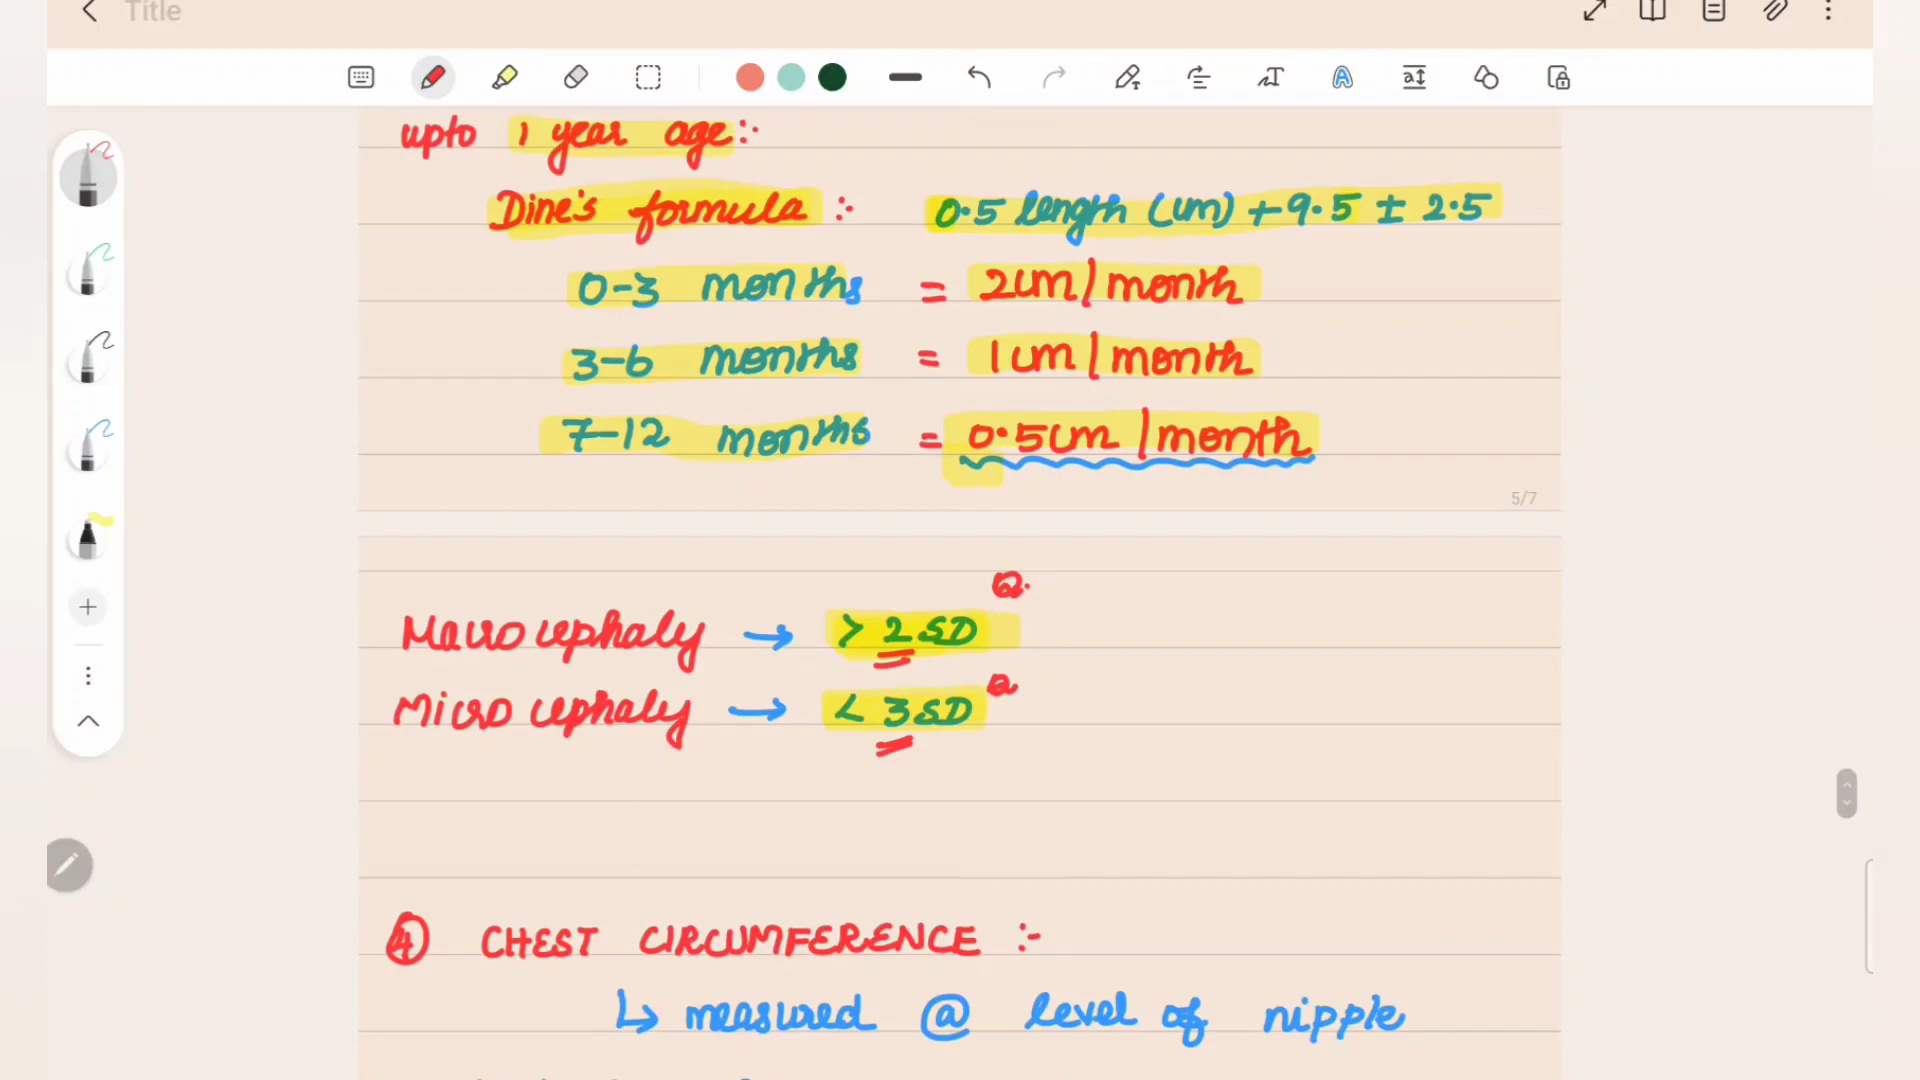 Title
upto 1 year age :-
Dine's formula :- 0.5 length (cm) + 9.5 ± 2.5
0-3 months = 2cm/month
3-6 months = 1cm/month
7-12 months = 0.5cm/month
5/7
Macrocephaly → > 2SD Q.
Microcephaly → < 3SD Q
④ CHEST CIRCUMFERENCE :-
↳ measured @ level of nipple